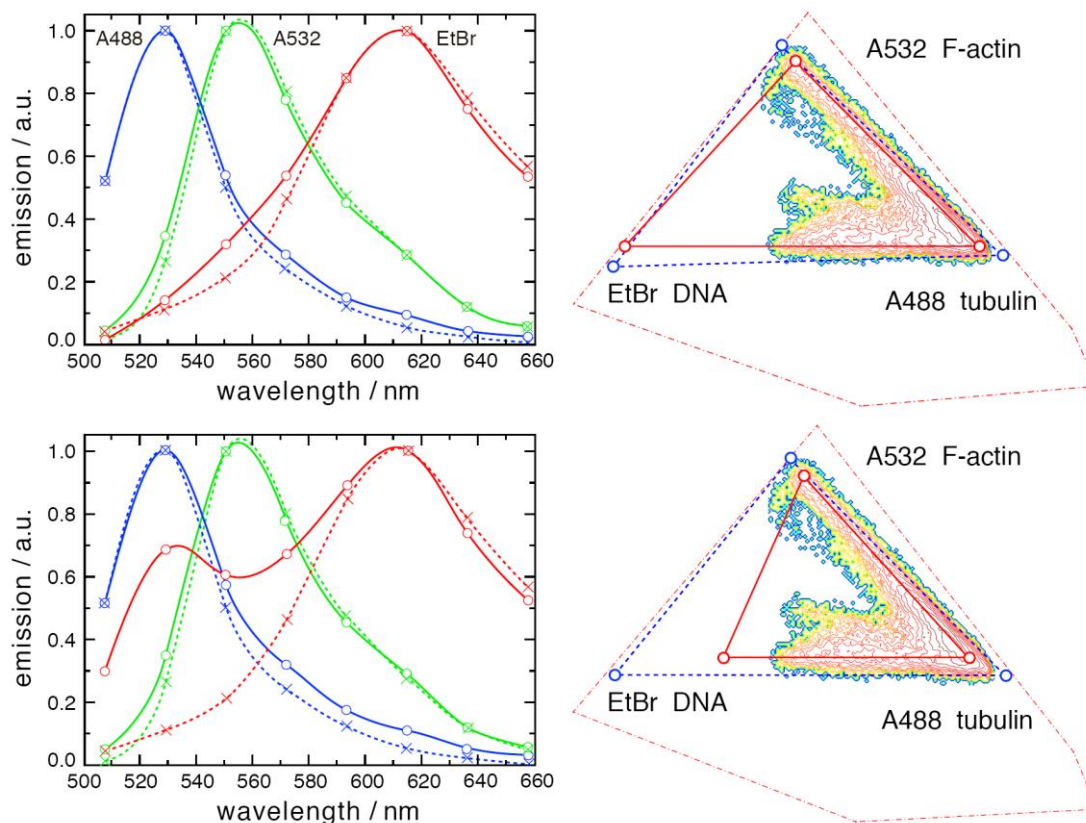 A488 A532 EtBr
1.0
0.8
0.6
0.4
0.2
0.0
emission / a.u.
500 520 540 560 580 600 620 640 660
wavelength / nm
A532 F-actin
EtBr DNA
A488 tubulin
1.0
0.8
0.6
0.4
0.2
0.0
emission / a.u.
500 520 540 560 580 600 620 640 660
wavelength / nm
A532 F-actin
EtBr DNA
A488 tubulin